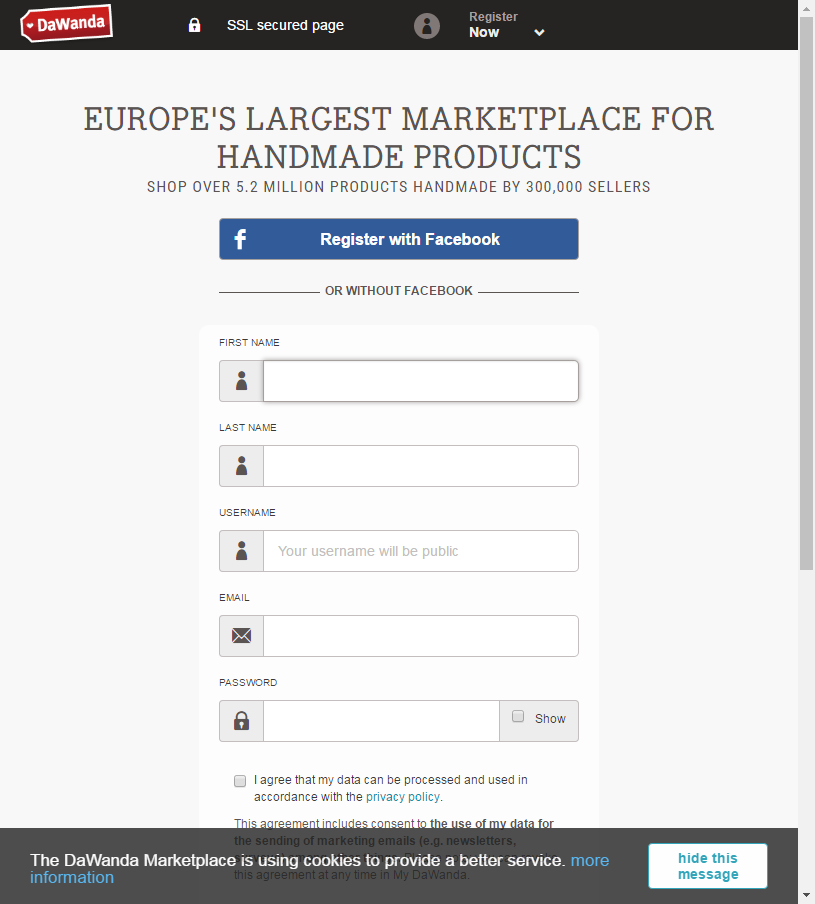 DaWanda
SSL secured page
Register
Now
EUROPE'S LARGEST MARKETPLACE FOR
HANDMADE PRODUCTS
SHOP OVER 5.2 MILLION PRODUCTS HANDMADE BY 300,000 SELLERS
f
Register with Facebook
OR WITHOUT FACEBOOK
FIRST NAME
LAST NAME
USERNAME
Your username will be public
EMAIL
PASSWORD
Show
I agree that my data can be processed and used in
accordance with the privacy policy.
This agreement includes consent to the use of my data for
the sending of marketing emails (e.g. newsletters,
The DaWanda Marketplace is using cookies to provide a better service. more
information
this agreement at any time in My DaWanda.
hide this
message